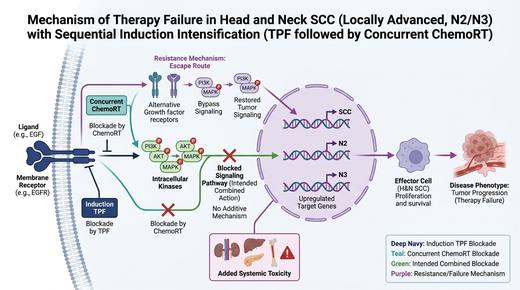 Mechanism of Therapy Failure in Head and Neck SCC (Locally Advanced, N2/N3)
with Sequential Induction Intensification (TPF followed by Concurrent ChemoRT)
Resistance Mechanism:
Escape Route
P
PI3K
MAPK
P
PI3K
MAPK
Alternative
Growth factor
receptors
Bypass
Signaling
Restored
Tumor
Signaling
Concurrent
ChemoRT
Blockade by
ChemoRT
Ligand
(e.g., EGF)
Membrane
Receptor
(e.g., EGFR)
P
PI3K
AKT
MAPK
P
MAPK
AKT
MAPK
Intracellular
Kinases
Blocked
Signaling
Pathway (Intended
Combined
Action)
No Additive
Mechanism
Induction
TPF
Blockade
by TPF
Blockade by
ChemoRT
SCC
N2
N3
Upregulated
Target Genes
Effector Cell
(H&N SCC)
Proliferation
and survival
Disease Phenotype:
Tumor Progression
(Therapy Failure)
Added Systemic Toxicity
Deep Navy: Induction TPF Blockade
Teal: Concurrent ChemoRT Blockade
Green: Intended Combined Blockade
Purple: Resistance/Failure Mechanism